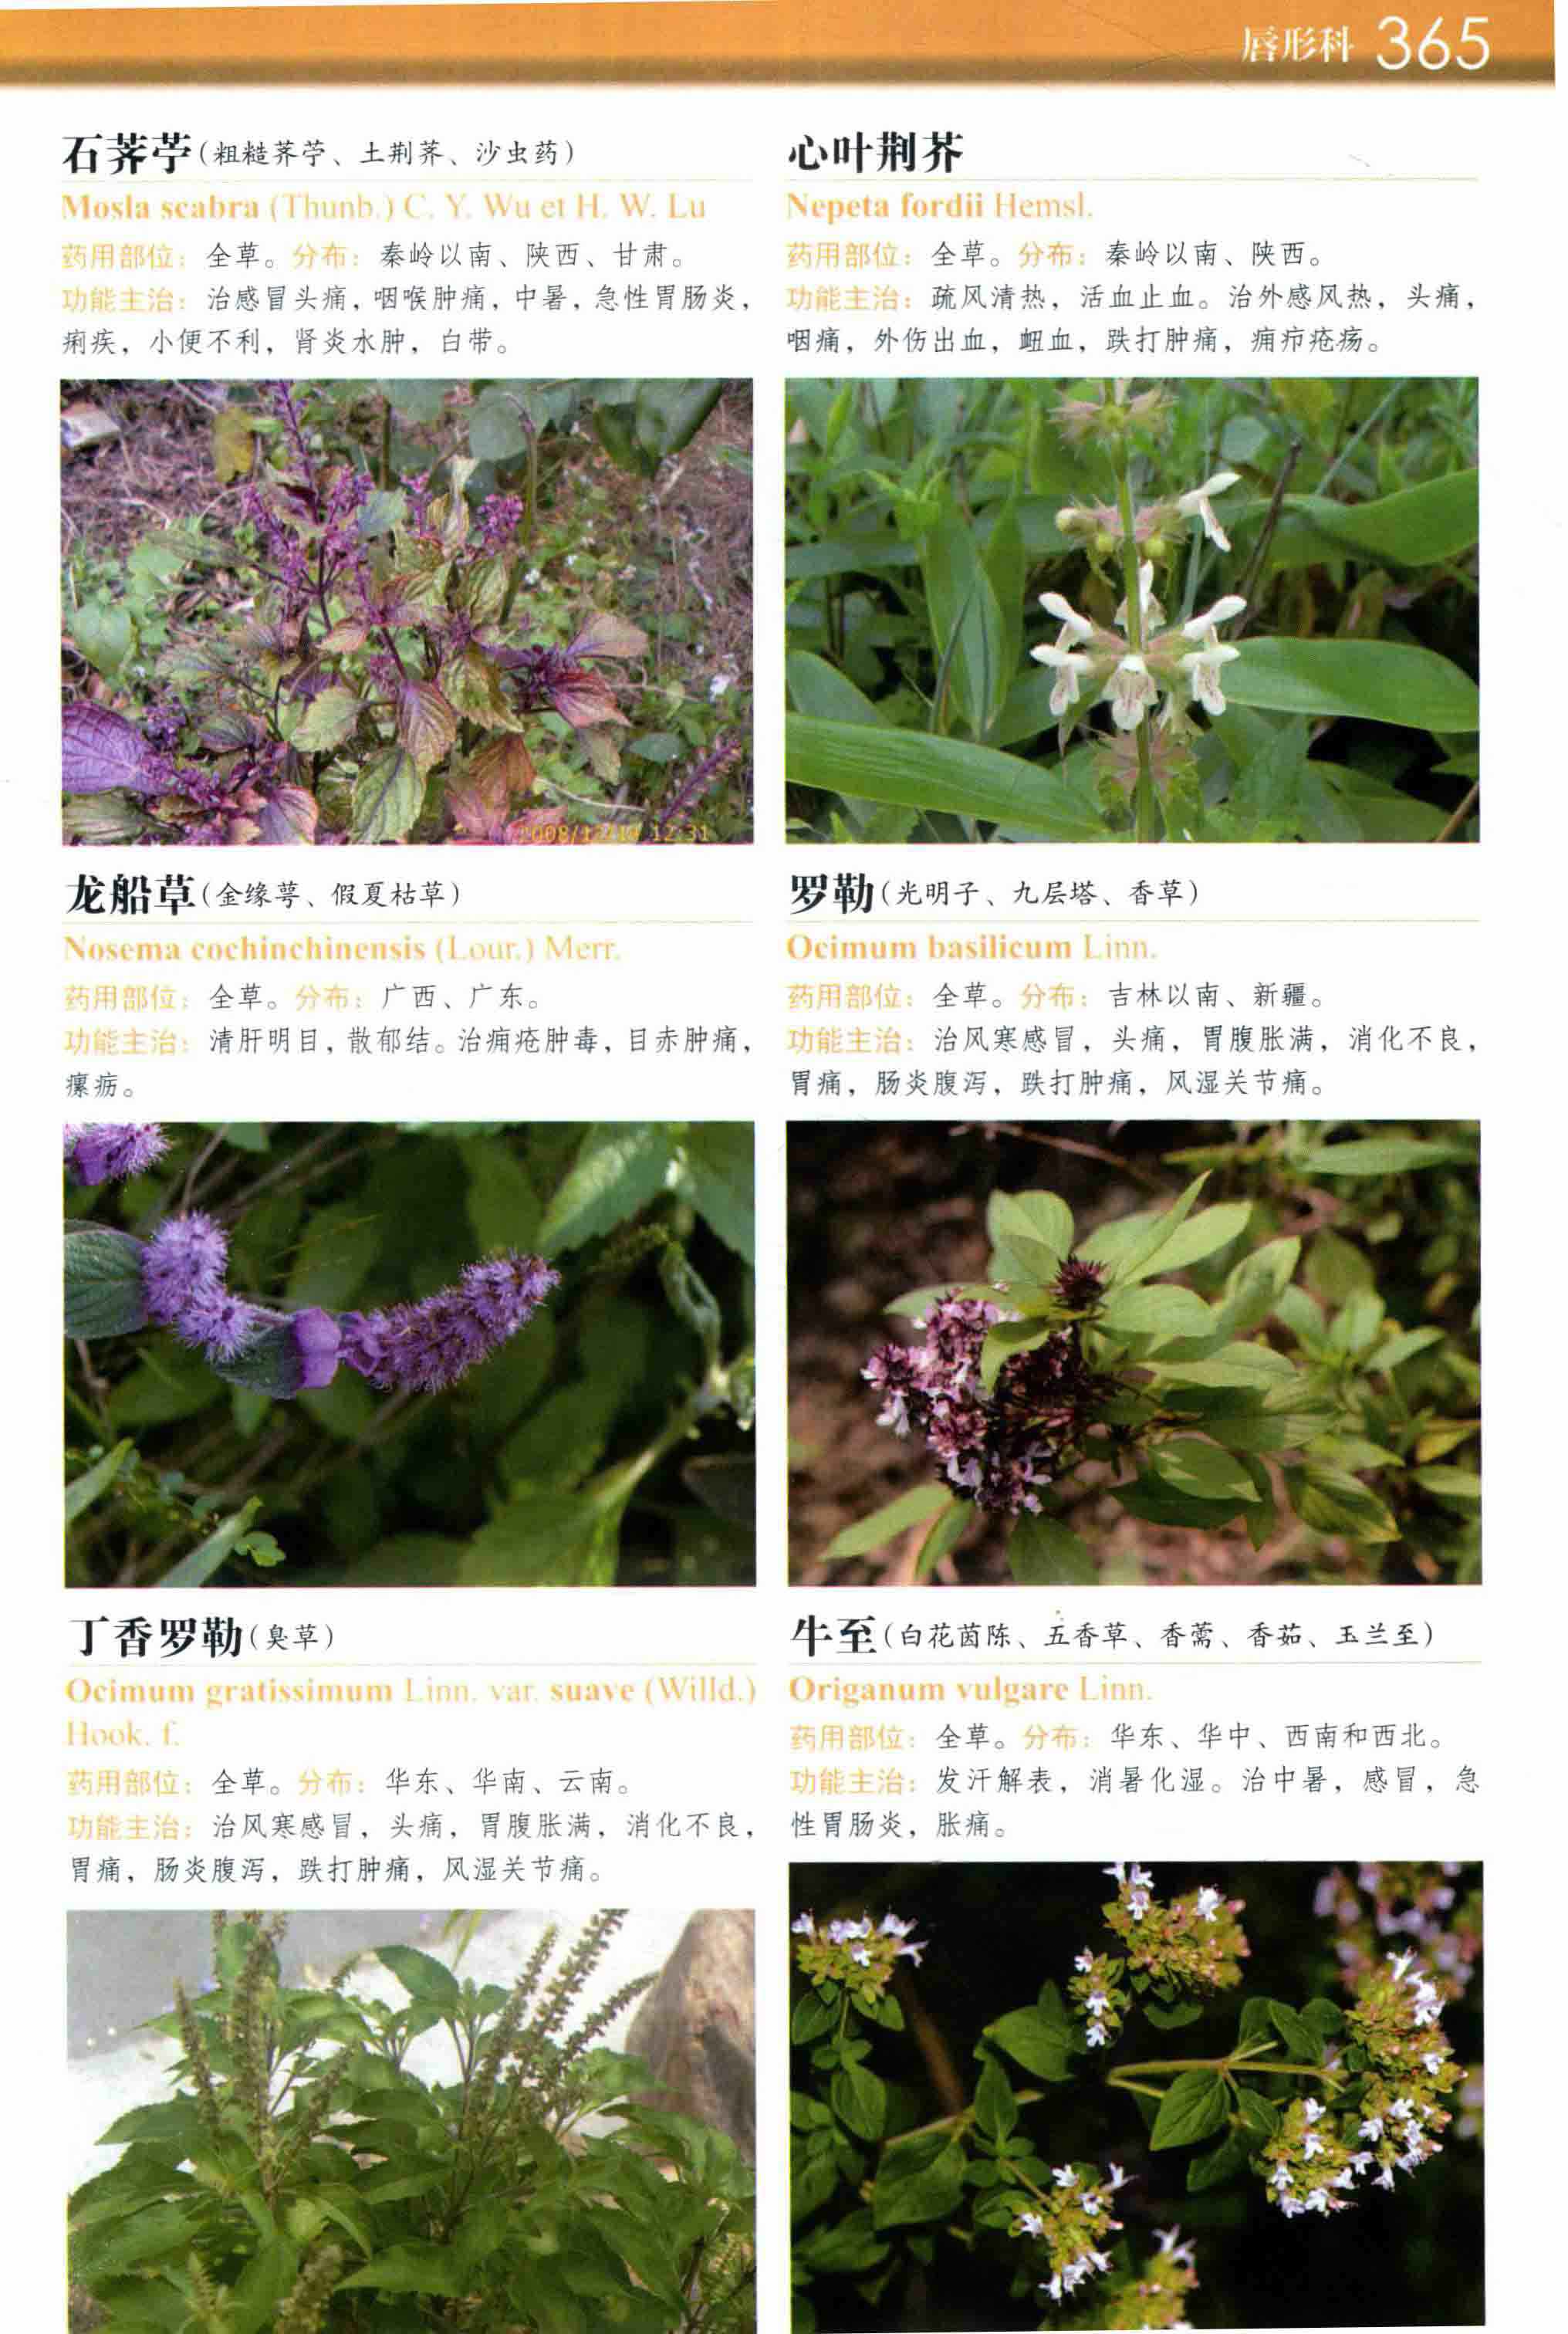 唇形科 365
石荠苧(粗糙荠苧、土荆芥、沙虫药)
Mosla scabra (Thunb.) C. Y. Wu et H. W. Lu
药用部位：全草。分布：秦岭以南、陕西、甘肃。
功能主治：治感冒头痛，咽喉肿痛，中暑，急性胃肠炎，
痢疾，小便不利，肾炎水肿，白带。
2008/12/ 12:31
龙船草(金缘萼、假夏枯草)
Nosema cochinchinensis (Lour.) Merr.
药用部位：全草。分布：广西、广东。
功能主治：清肝明目，散郁结。治痈疮肿毒，目赤肿痛，
瘰疬。
丁香罗勒(臭草)
Ocimum gratissimum Linn. var. suave (Willd.)
Hook. f.
药用部位：全草。分布：华东、华南、云南。
功能主治：治风寒感冒，头痛，胃腹胀满，消化不良，
胃痛，肠炎腹泻，跌打肿痛，风湿关节痛。
心叶荆芥
Nepeta fordii Hemsl.
药用部位：全草。分布：秦岭以南、陕西。
功能主治：疏风清热，活血止血。治外感风热，头痛，
咽痛，外伤出血，衄血，跌打肿痛，痈疖疮疡。
罗勒(光明子、九层塔、香草)
Ocimum basilicum Linn.
药用部位：全草。分布：吉林以南、新疆。
功能主治：治风寒感冒，头痛，胃腹胀满，消化不良，
胃痛，肠炎腹泻，跌打肿痛，风湿关节痛。
牛至(白花茵陈、五香草、香薷、香茹、玉兰至)
Origanum vulgare Linn.
药用部位：全草。分布：华东、华中、西南和西北。
功能主治：发汗解表，消暑化湿。治中暑，感冒，急
性胃肠炎，胀痛。